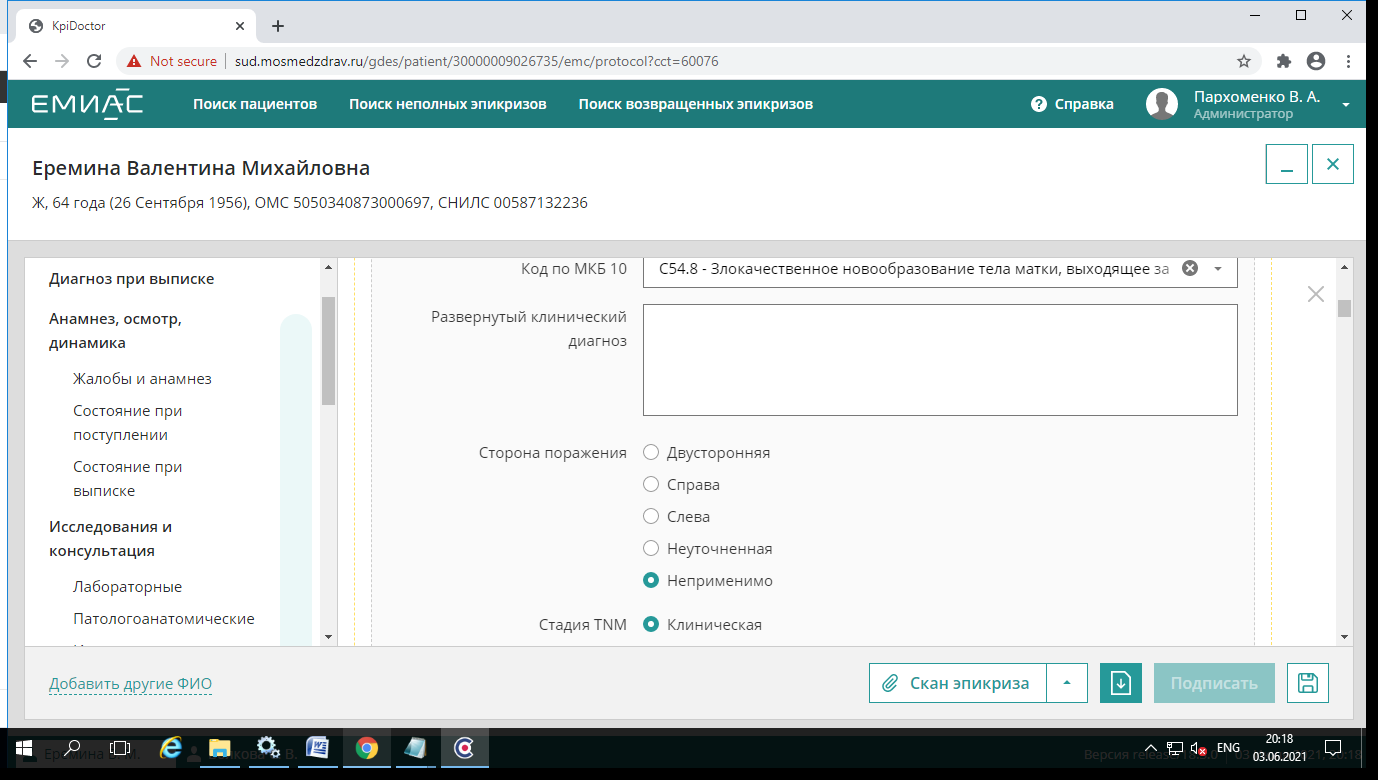 KpiDoctor
Not secure
sud.mosmedzdrav.ru/gdes/patient/30000009026735/emc/protocol?cct=60076
ЕМИАС
Поиск пациентов
Поиск неполных эпикризов
Поиск возвращенных эпикризов
? Справка
Пархоменко В. А.
Администратор
Еремина Валентина Михайловна
Ж, 64 года (26 Сентября 1956), ОМС 5050340873000697, СНИЛС 00587132236
Диагноз при выписке
Анамнез, осмотр,
динамика
Жалобы и анамнез
Состояние при
поступлении
Состояние при
выписке
Исследования и
консультация
Лабораторные
Патологоанатомические
Код по МКБ 10
C54.8 - Злокачественное новообразование тела матки, выходящее за
Развернутый клинический
диагноз
Сторона поражения
Двусторонняя
Справа
Слева
Неуточненная
Неприменимо
Стадия TNM
Клиническая
Добавить другие ФИО
Скан эпикриза
Подписать
Еремина В. М.
Версия release
ENG
20:18
03.06.2021